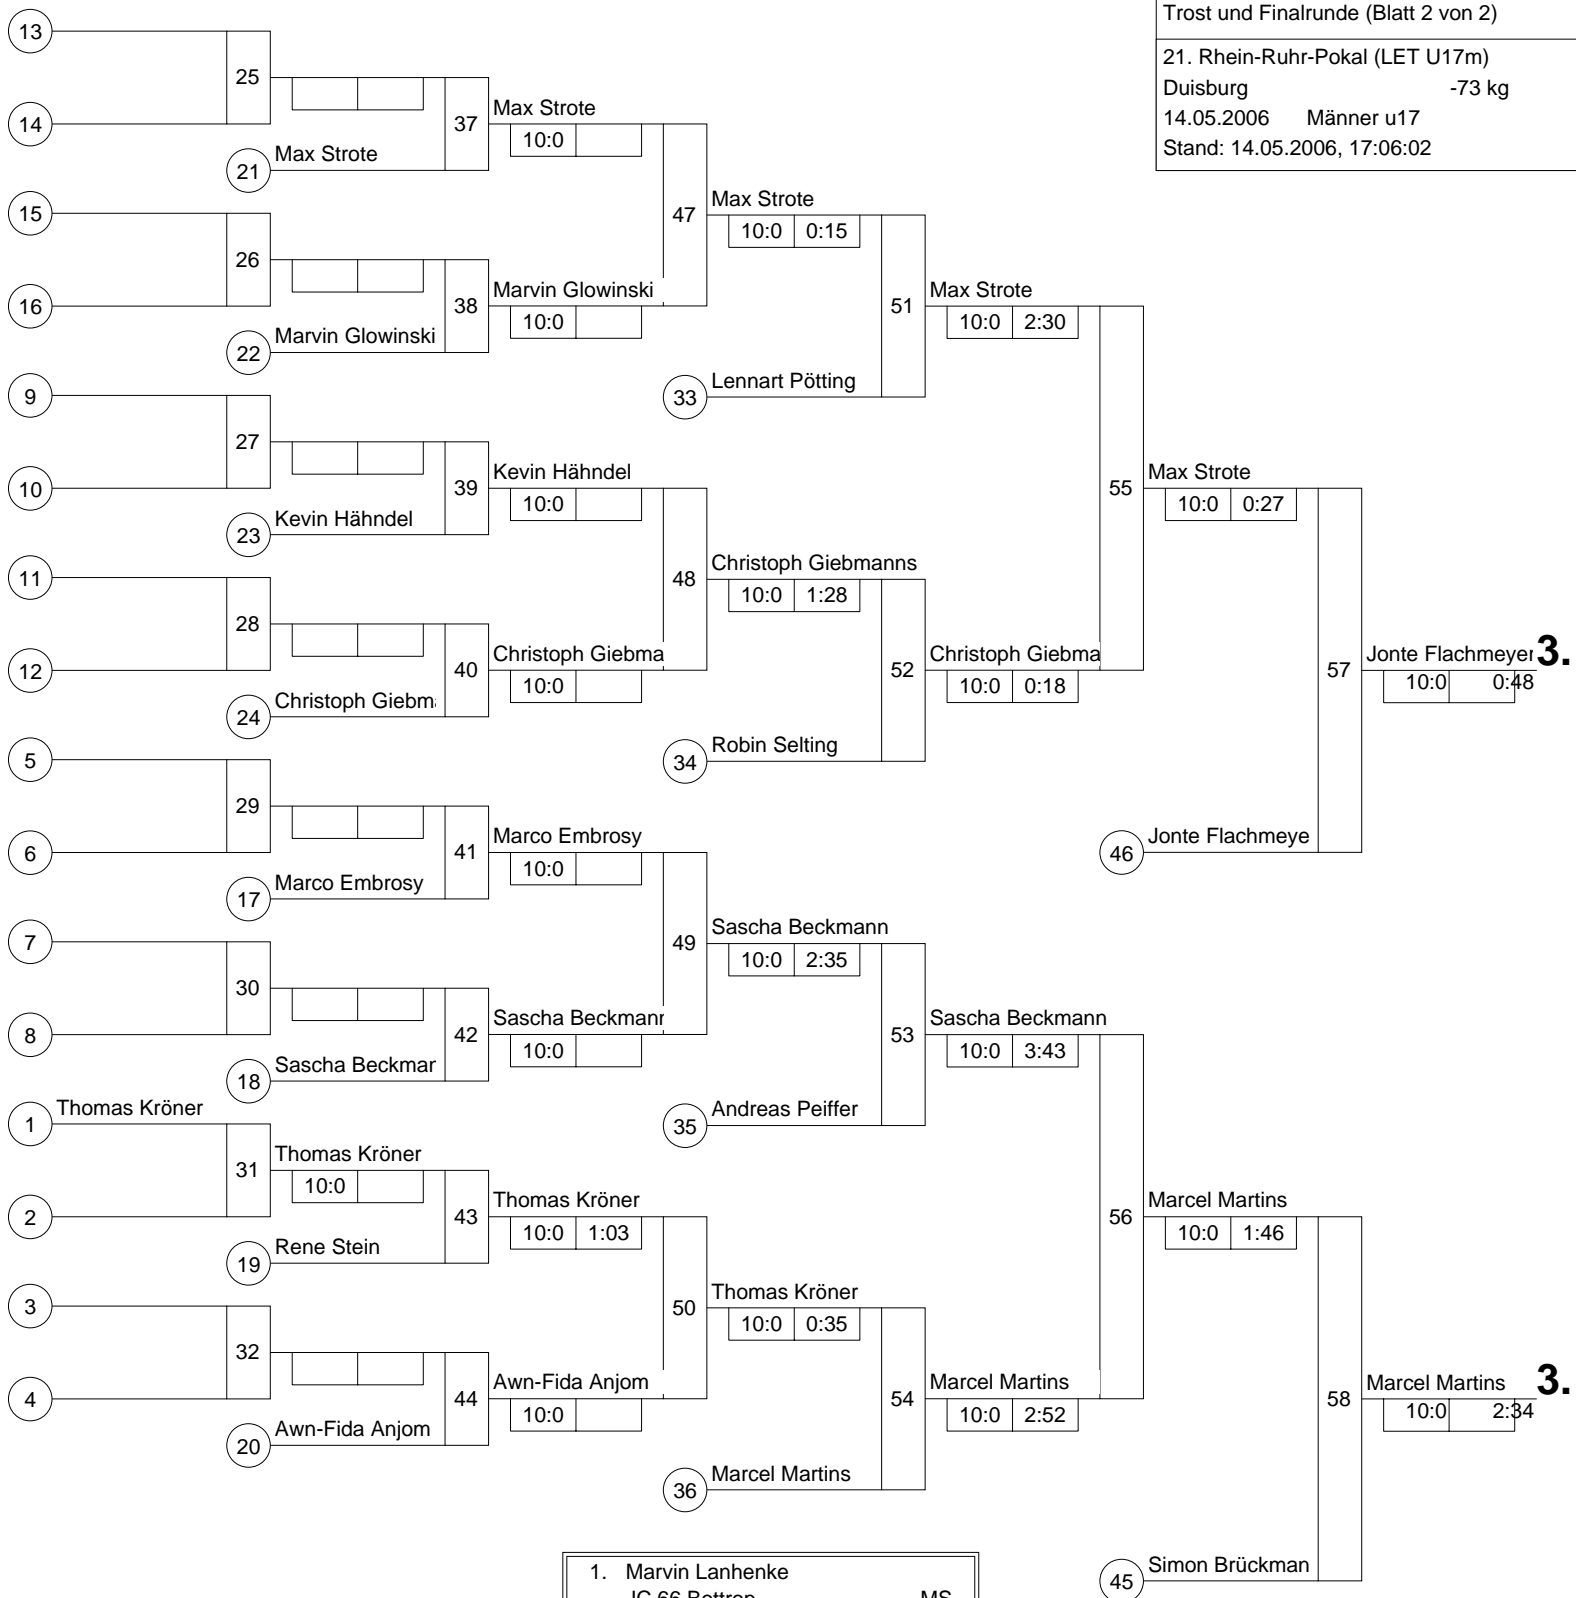 Trost und Finalrunde (Blatt 2 von 2)
21. Rhein-Ruhr-Pokal (LET U17m)
Duisburg -73 kg
14.05.2006 Männer u17
Stand: 14.05.2006, 17:06:02
13
25
14
37
Max Strote
10:0
21
Max Strote
15
47
Max Strote
10:0 0:15
26
16
38
Marvin Glowinski
10:0
22
Marvin Glowinski
51
Max Strote
10:0 2:30
33
Lennart Pötting
9
27
10
39
Kevin Hähndel
10:0
23
Kevin Hähndel
55
Max Strote
10:0 0:27
11
48
Christoph Giebmanns
10:0 1:28
28
12
40
Christoph Giebma
10:0
24
Christoph Giebm
52
Christoph Giebma
10:0 0:18
34
Robin Selting
57
Jonte Flachmeyer 3.
10:0 0:48
5
29
6
41
Marco Embrosy
10:0
17
Marco Embrosy
46
Jonte Flachmeye
7
49
Sascha Beckmann
10:0 2:35
30
8
42
Sascha Beckmann
10:0
18
Sascha Beckmar
53
Sascha Beckmann
10:0 3:43
35
Andreas Peiffer
1
Thomas Kröner
31
Thomas Kröner
10:0
2
43
Thomas Kröner
10:0 1:03
19
Rene Stein
56
Marcel Martins
10:0 1:46
3
50
Thomas Kröner
10:0 0:35
32
4
44
Awn-Fida Anjom
10:0
20
Awn-Fida Anjom
54
Marcel Martins
10:0 2:52
36
Marcel Martins
58
Marcel Martins 3.
10:0 2:34
45
Simon Brückman
1. Marvin Lanhenke
JC 66 Bottrop MS